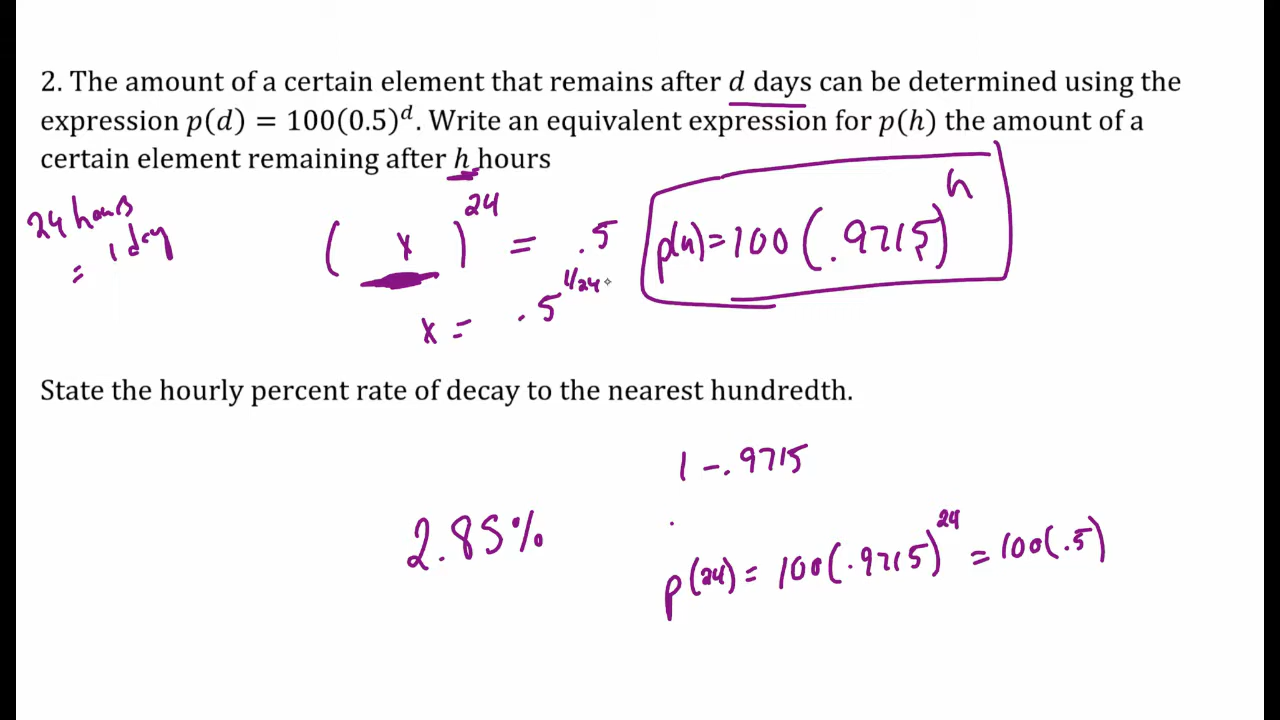 2. The amount of a certain element that remains after d days can be determined using the
expression p(d) = 100(0.5)^d. Write an equivalent expression for p(h) the amount of a
certain element remaining after h hours
24 hours
= 1 day
( x )^24 = .5
x = .5^1/24
p(h)=100(.9715)^h
State the hourly percent rate of decay to the nearest hundredth.
1 - .9715
2.85%
p(24) = 100(.9715)^24 = 100(.5)